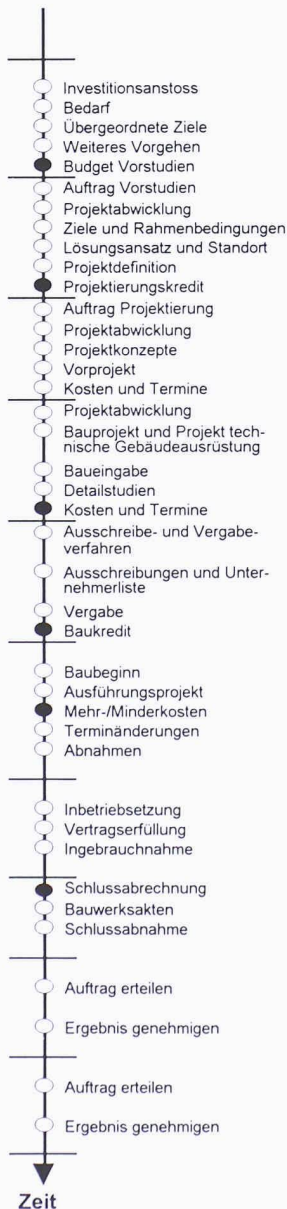 Investitionsanstoss
Bedarf
Übergeordnete Ziele
Weiteres Vorgehen
Budget Vorstudien
Auftrag Vorstudien
Projektabwicklung
Ziele und Rahmenbedingungen
Lösungsansatz und Standort
Projektdefinition
Projektierungskredit
Auftrag Projektierung
Projektabwicklung
Projektkonzepte
Vorprojekt
Kosten und Termine
Projektabwicklung
Bauprojekt und Projekt tech-
nische Gebäudeausrüstung
Baueingabe
Detailstudien
Kosten und Termine
Ausschreibe- und Vergabe-
verfahren
Ausschreibungen und Unter-
nehmerliste
Vergabe
Baukredit
Baubeginn
Ausführungsprojekt
Mehr-/Minderkosten
Terminänderungen
Abnahmen
Inbetriebsetzung
Vertragserfüllung
Ingebrauchnahme
Schlussabrechnung
Bauwerksakten
Schlussabnahme
Auftrag erteilen
Ergebnis genehmigen
Auftrag erteilen
Ergebnis genehmigen
Zeit